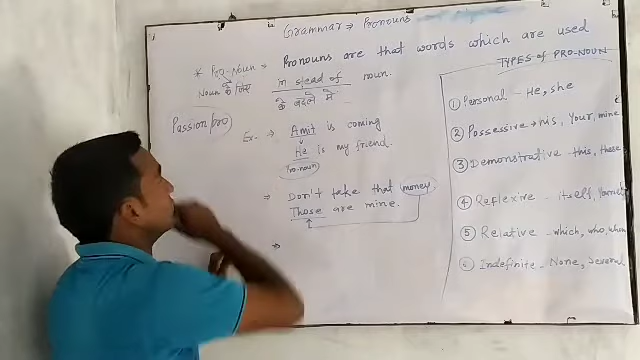 Grammar → Pronouns
* Pro-Noun → Pronouns are that words which are used
Noun के लिए
in stead of noun.
के बदले में
Passion pro
Ex- → Amit is coming
He is my friend.
Pro-noun
→ Don't take that money
Those are mine.
→
TYPES of PRO-NOUN
① Personal - He, she
② Possessive → his, Your, mine
③ Demonstrative - this, these
④ Reflexive - itself,
⑤ Relative - which, who, whom
⑥ Indefinite - None, Several